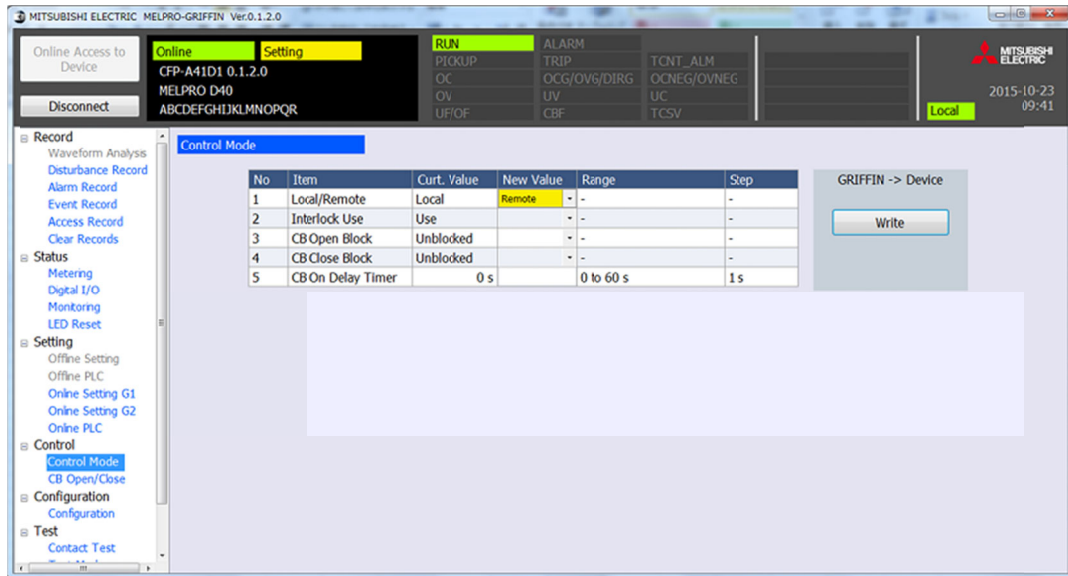 MITSUBISHI ELECTRIC MELPRO-GRIFFIN Ver.0.1.2.0
Online Access to Device
Disconnect
Online Setting
CFP-A41D1 0.1.2.0
MELPRO D40
ABCDEFGHIJKLMNOPQR
RUN ALARM
PICKUP TRIP TCNT_ALM
OC OCG/OVG/DIRG OCNEG/OVNEG
OV UV UC
UF/OF CBF TCSV
MITSUBISHI
ELECTRIC
2015-10-23
Local 09:41
Record
Waveform Analysis
Disturbance Record
Alarm Record
Event Record
Access Record
Clear Records
Status
Metering
Digital I/O
Monitoring
LED Reset
Setting
Offline Setting
Offline PLC
Online Setting G1
Online Setting G2
Online PLC
Control
Control Mode
CB Open/Close
Configuration
Configuration
Test
Contact Test
Control Mode
No Item Curt. Value New Value Range Step
1 Local/Remote Local Remote - -
2 Interlock Use Use - -
3 CB Open Block Unblocked - -
4 CB Close Block Unblocked - -
5 CB On Delay Timer 0 s 0 to 60 s 1 s
GRIFFIN -> Device
Write